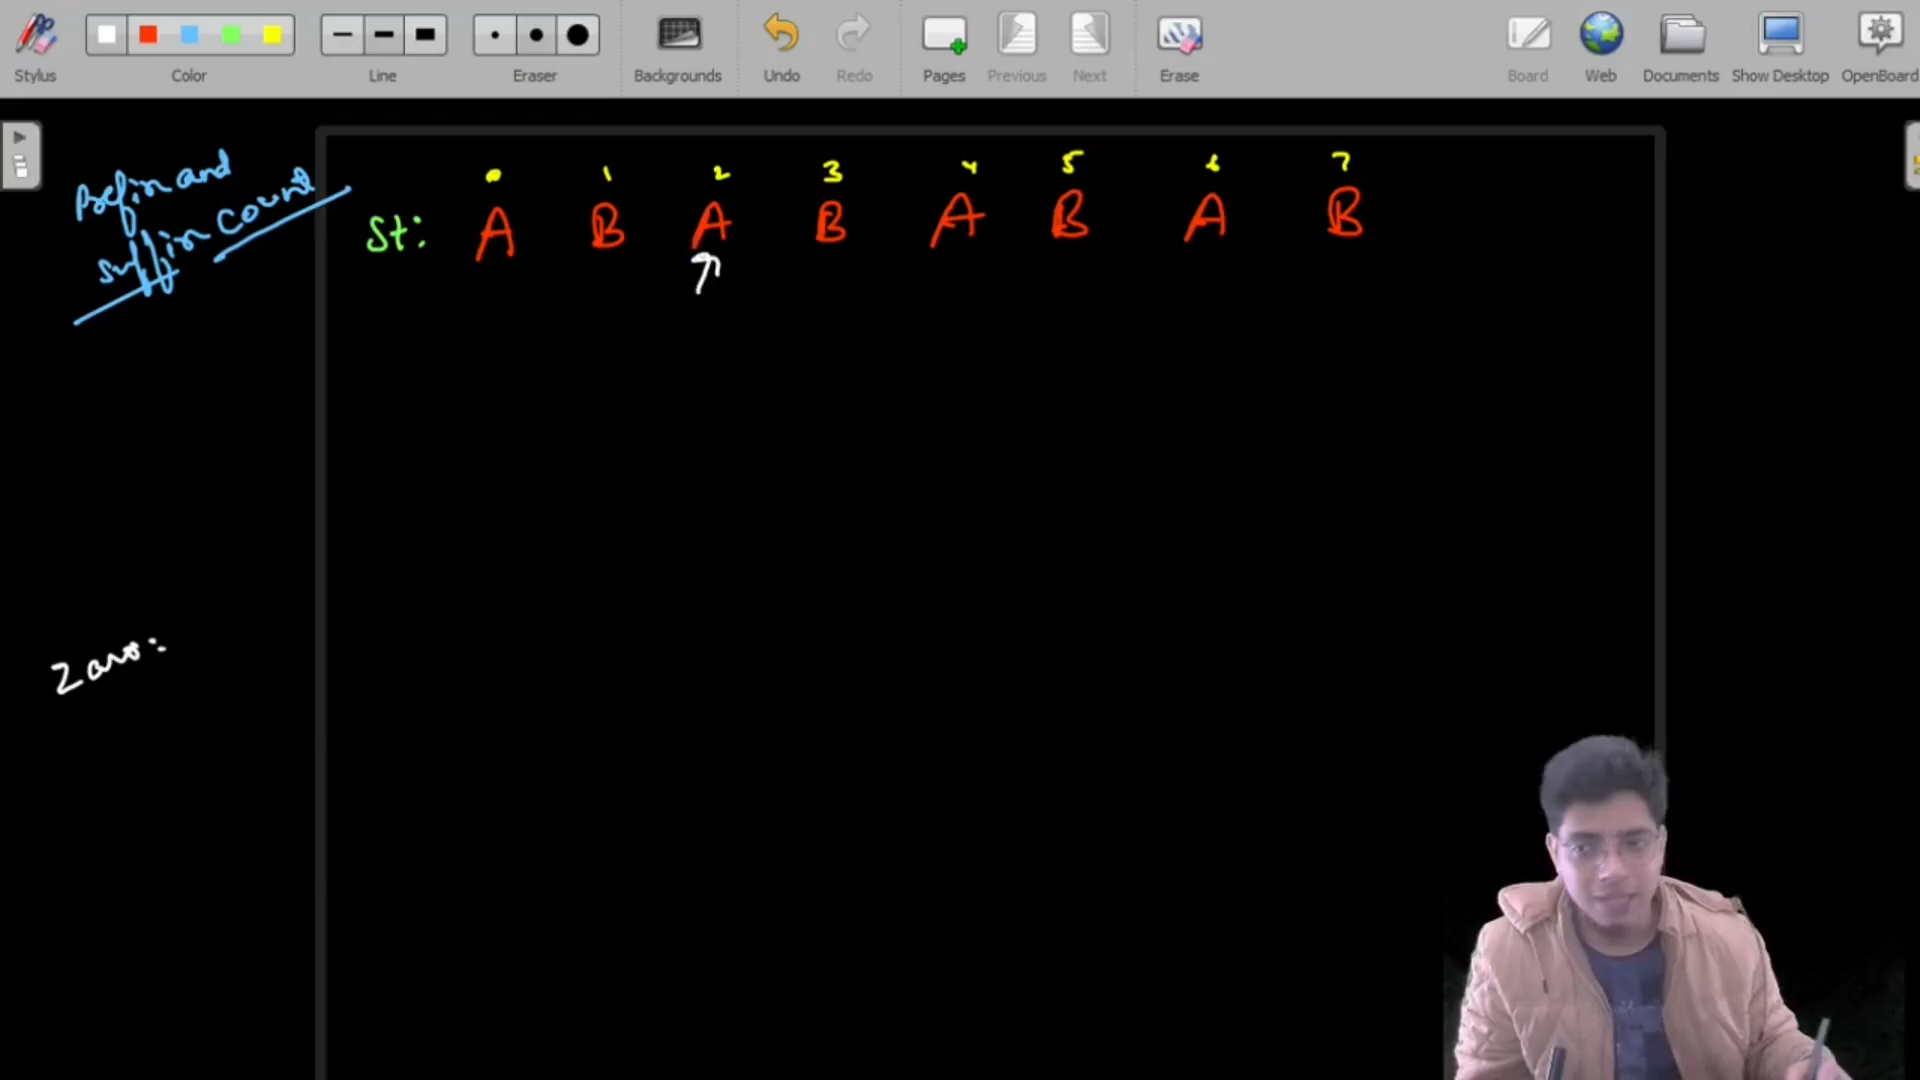 Stylus Color Line Eraser Backgrounds Undo Redo Pages Previous Next Erase Board Web Documents Show Desktop OpenBoard
Prefix and
suffix count
0 1 2 3 4 5 6 7
St: A B A B A B A B
Z arr: